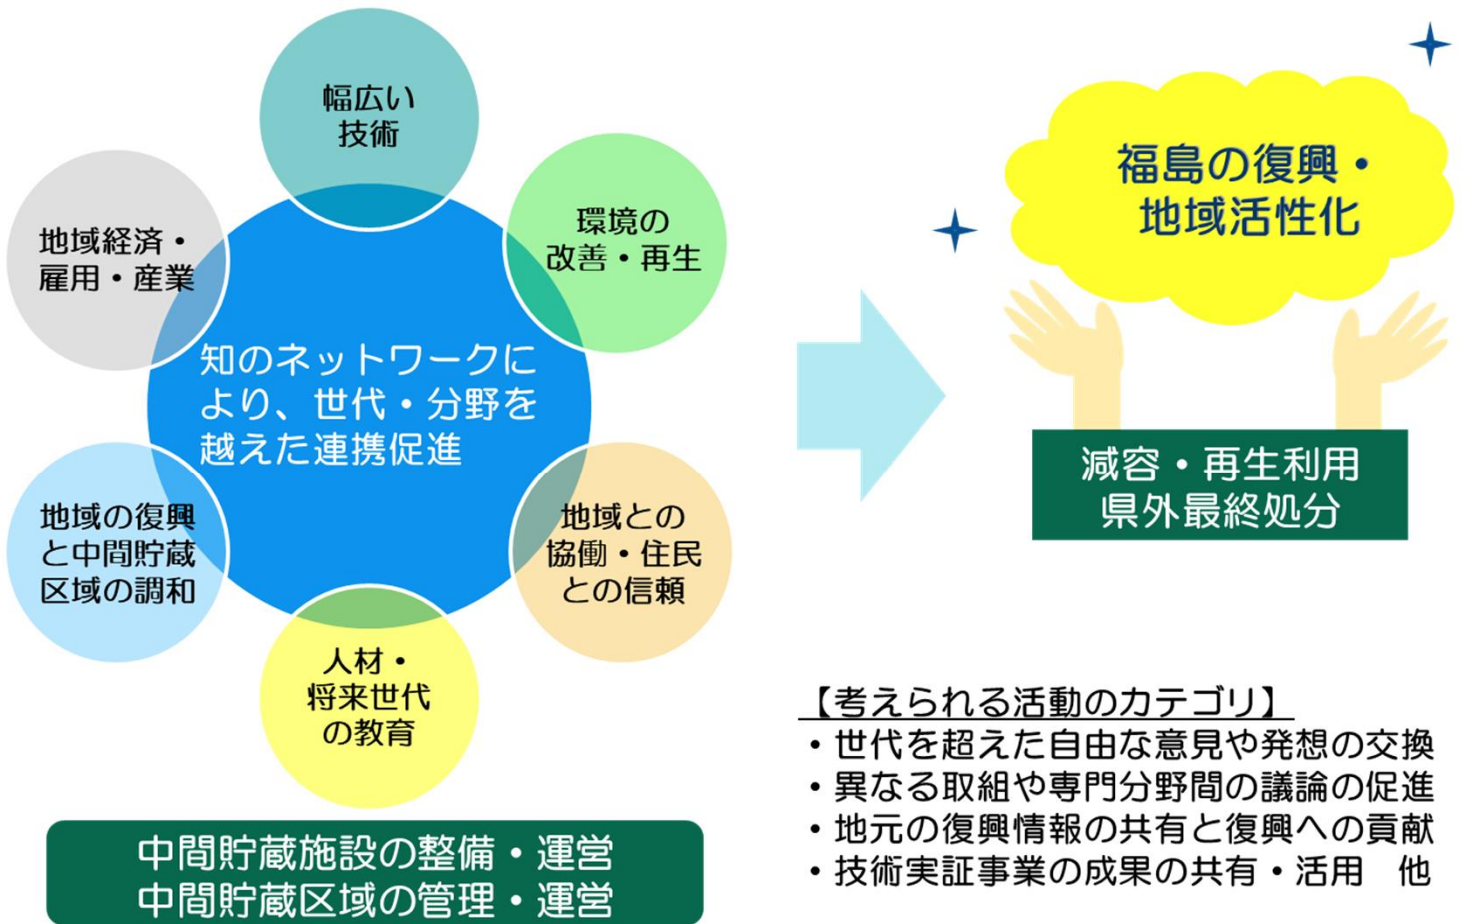 幅広い
技術
地域経済・
雇用・産業
環境の
改善・再生
知のネットワークに
より、世代・分野を
越えた連携促進
地域の復興
と中間貯蔵
区域の調和
地域との
協働・住民
との信頼
人材・
将来世代
の教育
中間貯蔵施設の整備・運営
中間貯蔵区域の管理・運営
福島の復興・
地域活性化
減容・再生利用
県外最終処分
【考えられる活動のカテゴリ】
・世代を超えた自由な意見や発想の交換
・異なる取組や専門分野間の議論の促進
・地元の復興情報の共有と復興への貢献
・技術実証事業の成果の共有・活用　他